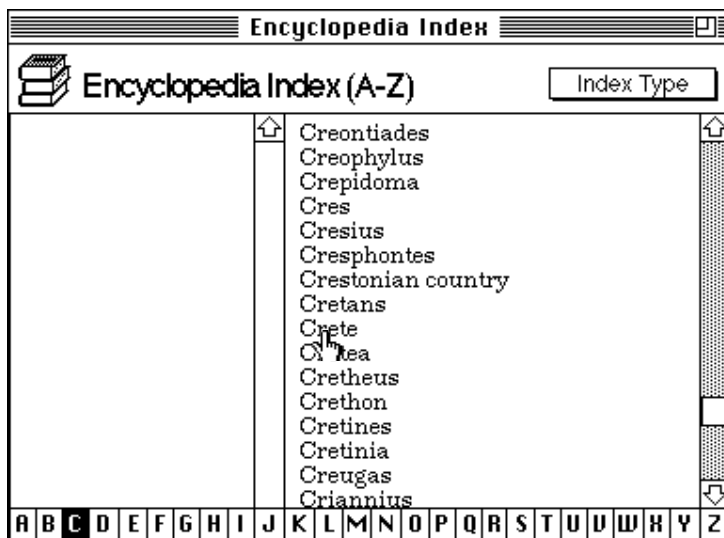 Encyclopedia Index
Encyclopedia Index (A-Z)
Index Type
Creontiades
Creophylus
Crepidoma
Cres
Cresius
Cresphontes
Crestonian country
Cretans
Crete
Cretheus
Crethon
Cretines
Cretinia
Creugas
Criannius
A B C D E F G H I J K L M N O P Q R S T U V W X Y Z